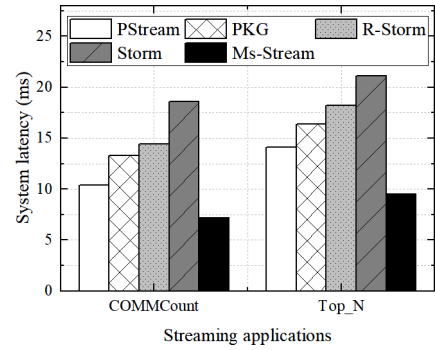 System latency (ms)
25
20
15
10
5
0
PStream PKG R-Storm
Storm Ms-Stream
COMMCount Top_N
Streaming applications